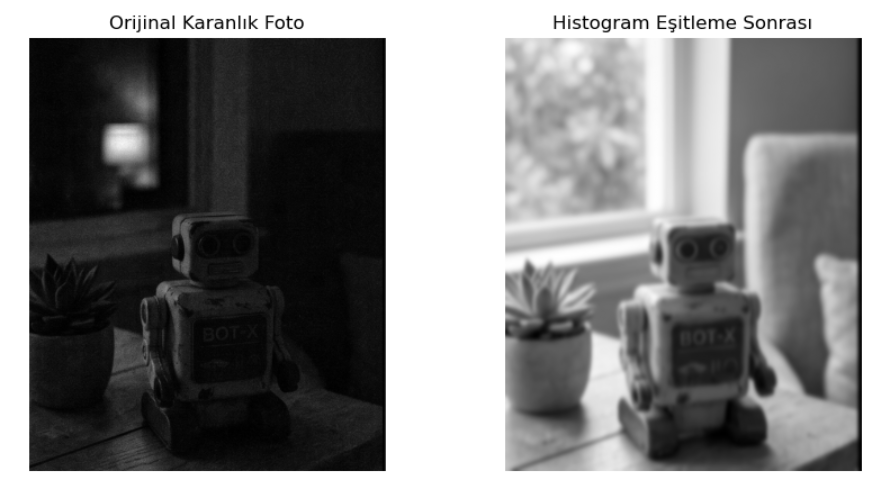 Orijinal Karanlık Foto
Histogram Eşitleme Sonrası
BOT-X
BOT-X